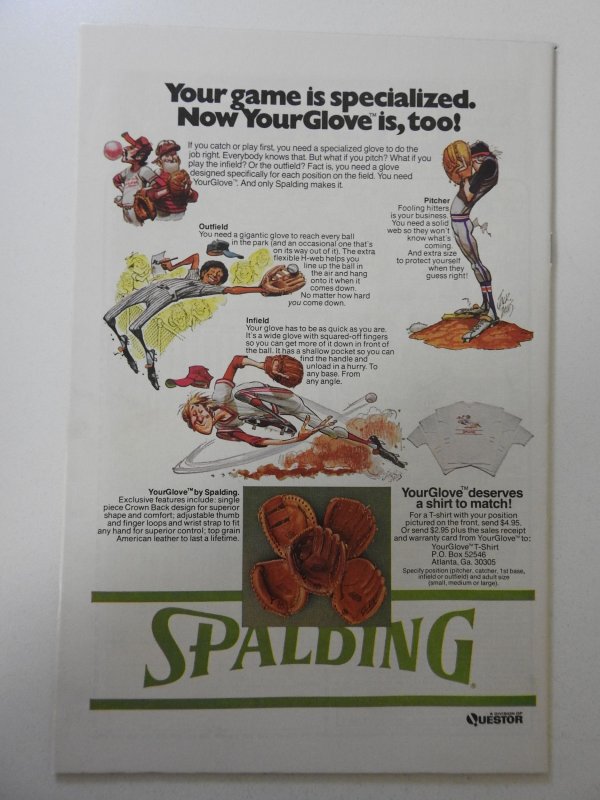 Your game is specialized.
Now YourGlove™ is, too!
If you catch or play first, you need a specialized glove to do the
job right. Everybody knows that. But what if you pitch? What if you
play the infield? Or the outfield? Fact is, you need a glove
designed specifically for each position on the field. You need
YourGlove™. And only Spalding makes it.
Pitcher
Fooling hitters
is your business.
You need a solid
web so they won't
know what's
coming.
And extra size
to protect yourself
when they
guess right!
Outfield
You need a gigantic glove to reach every ball
in the park (and an occasional one that's
on its way out of it). The extra
flexible H-web helps you
line up the ball in
the air and hang
onto it when it
comes down.
No matter how hard
you come down.
Infield
Your glove has to be as quick as you are.
It's a wide glove with squared-off fingers
so you can get more of it down in front of
the ball. It has a shallow pocket so you can
find the handle and
unload in a hurry. To
any base. From
any angle.
YourGlove™ by Spalding.
Exclusive features include: single
piece Crown Back design for superior
shape and comfort; adjustable thumb
and finger loops and wrist strap to fit
any hand for superior control; top grain
American leather to last a lifetime.
YourGlove™ deserves
a shirt to match!
For a T-shirt with your position
pictured on the front, send $4.95.
Or send $2.95 plus the sales receipt
and warranty card from YourGlove™ to:
YourGlove™ T-Shirt
P.O. Box 52546
Atlanta, Ga. 30305
Specify position (pitcher, catcher, 1st base,
infield or outfield) and adult size
(small, medium or large).
SPALDING®
A DIVISION OF
QUESTOR